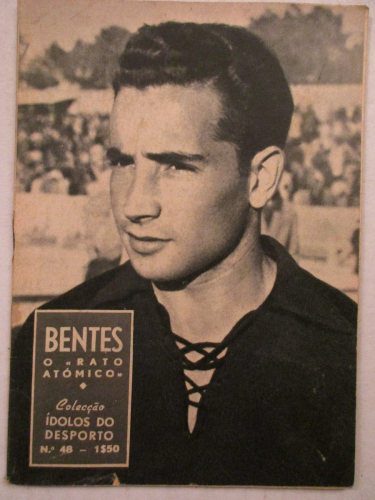 BENTES
O «RATO
ATÓMICO»
Colecção
ÍDOLOS DO
DESPORTO
N.º 48 — 1$50